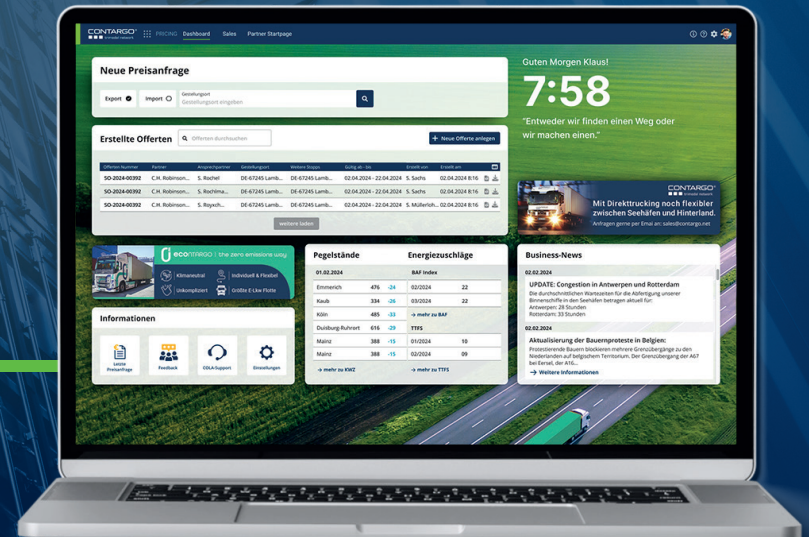 CONTARGO
trimodal network
PRICING
Dashboard
Sales
Partner Startpage
Neue Preisanfrage
Export
Import
Gestellungsort
Gestellungsort eingeben
Erstellte Offerten
Offerten durchsuchen
+ Neue Offerte anlegen
Offerten Nummer Partner Ansprechpartner Gestellungsort Weitere Stopps Gültig ab - bis Erstellt von Erstellt am
SO-2024-00392 C.H. Robinson... S. Rochel DE-67245 Lamb... DE-67245 Lamb... 02.04.2024 - 22.04.2024 S. Sachs 02.04.2024 8:16
SO-2024-00392 C.H. Robinson... S. Rochlma... DE-67245 Lamb... DE-67245 Lamb... 02.04.2024 - 22.04.2024 S. Sachs 02.04.2024 8:16
SO-2024-00392 C.H. Robinson... S. Royxch... DE-67245 Lamb... DE-67245 Lamb... 02.04.2024 - 22.04.2024 S. Müllerloh... 02.04.2024 8:16
weitere laden
Guten Morgen Klaus!
7:58
“Entweder wir finden einen Weg oder
wir machen einen.”
CONTARGO
trimodal network
Mit Direkttrucking noch flexibler
zwischen Seehäfen und Hinterland.
Anfragen gerne per Email an: sales@contargo.net
ecoNTARGO | the zero emissions way
Klimaneutral
Individuell & Flexibel
Unkompliziert
Größte E-Lkw Flotte
Informationen
Letzte
Preisanfrage
Feedback
COLA-Support
Einstellungen
Pegelstände
01.02.2024
Emmerich 476 -24
Kaub 334 -26
Köln 485 -33
Duisburg-Ruhrort 616 -29
Mainz 388 -15
Mainz 388 -15
→ mehr zu KWZ
Energiezuschläge
BAF Index
02/2024 22
03/2024 22
→ mehr zu BAF
TTFS
01/2024 10
02/2024 09
→ mehr zu TTFS
Business-News
02.02.2024
UPDATE: Congestion in Antwerpen und Rotterdam
Die durchschnittlichen Wartezeiten für die Abfertigung unserer
Binnenschiffe in den Seehäfen betragen aktuell für:
Antwerpen: 28 Stunden
Rotterdam: 33 Stunden
02.02.2024
Aktualisierung der Bauernproteste in Belgien:
Protestierende Bauern blockieren mehrere Grenzübergänge zu den
Niederlanden auf belgischem Territorium. Der Grenzübergang der A67
bei Eersel, der A16...
→ Weitere Informationen